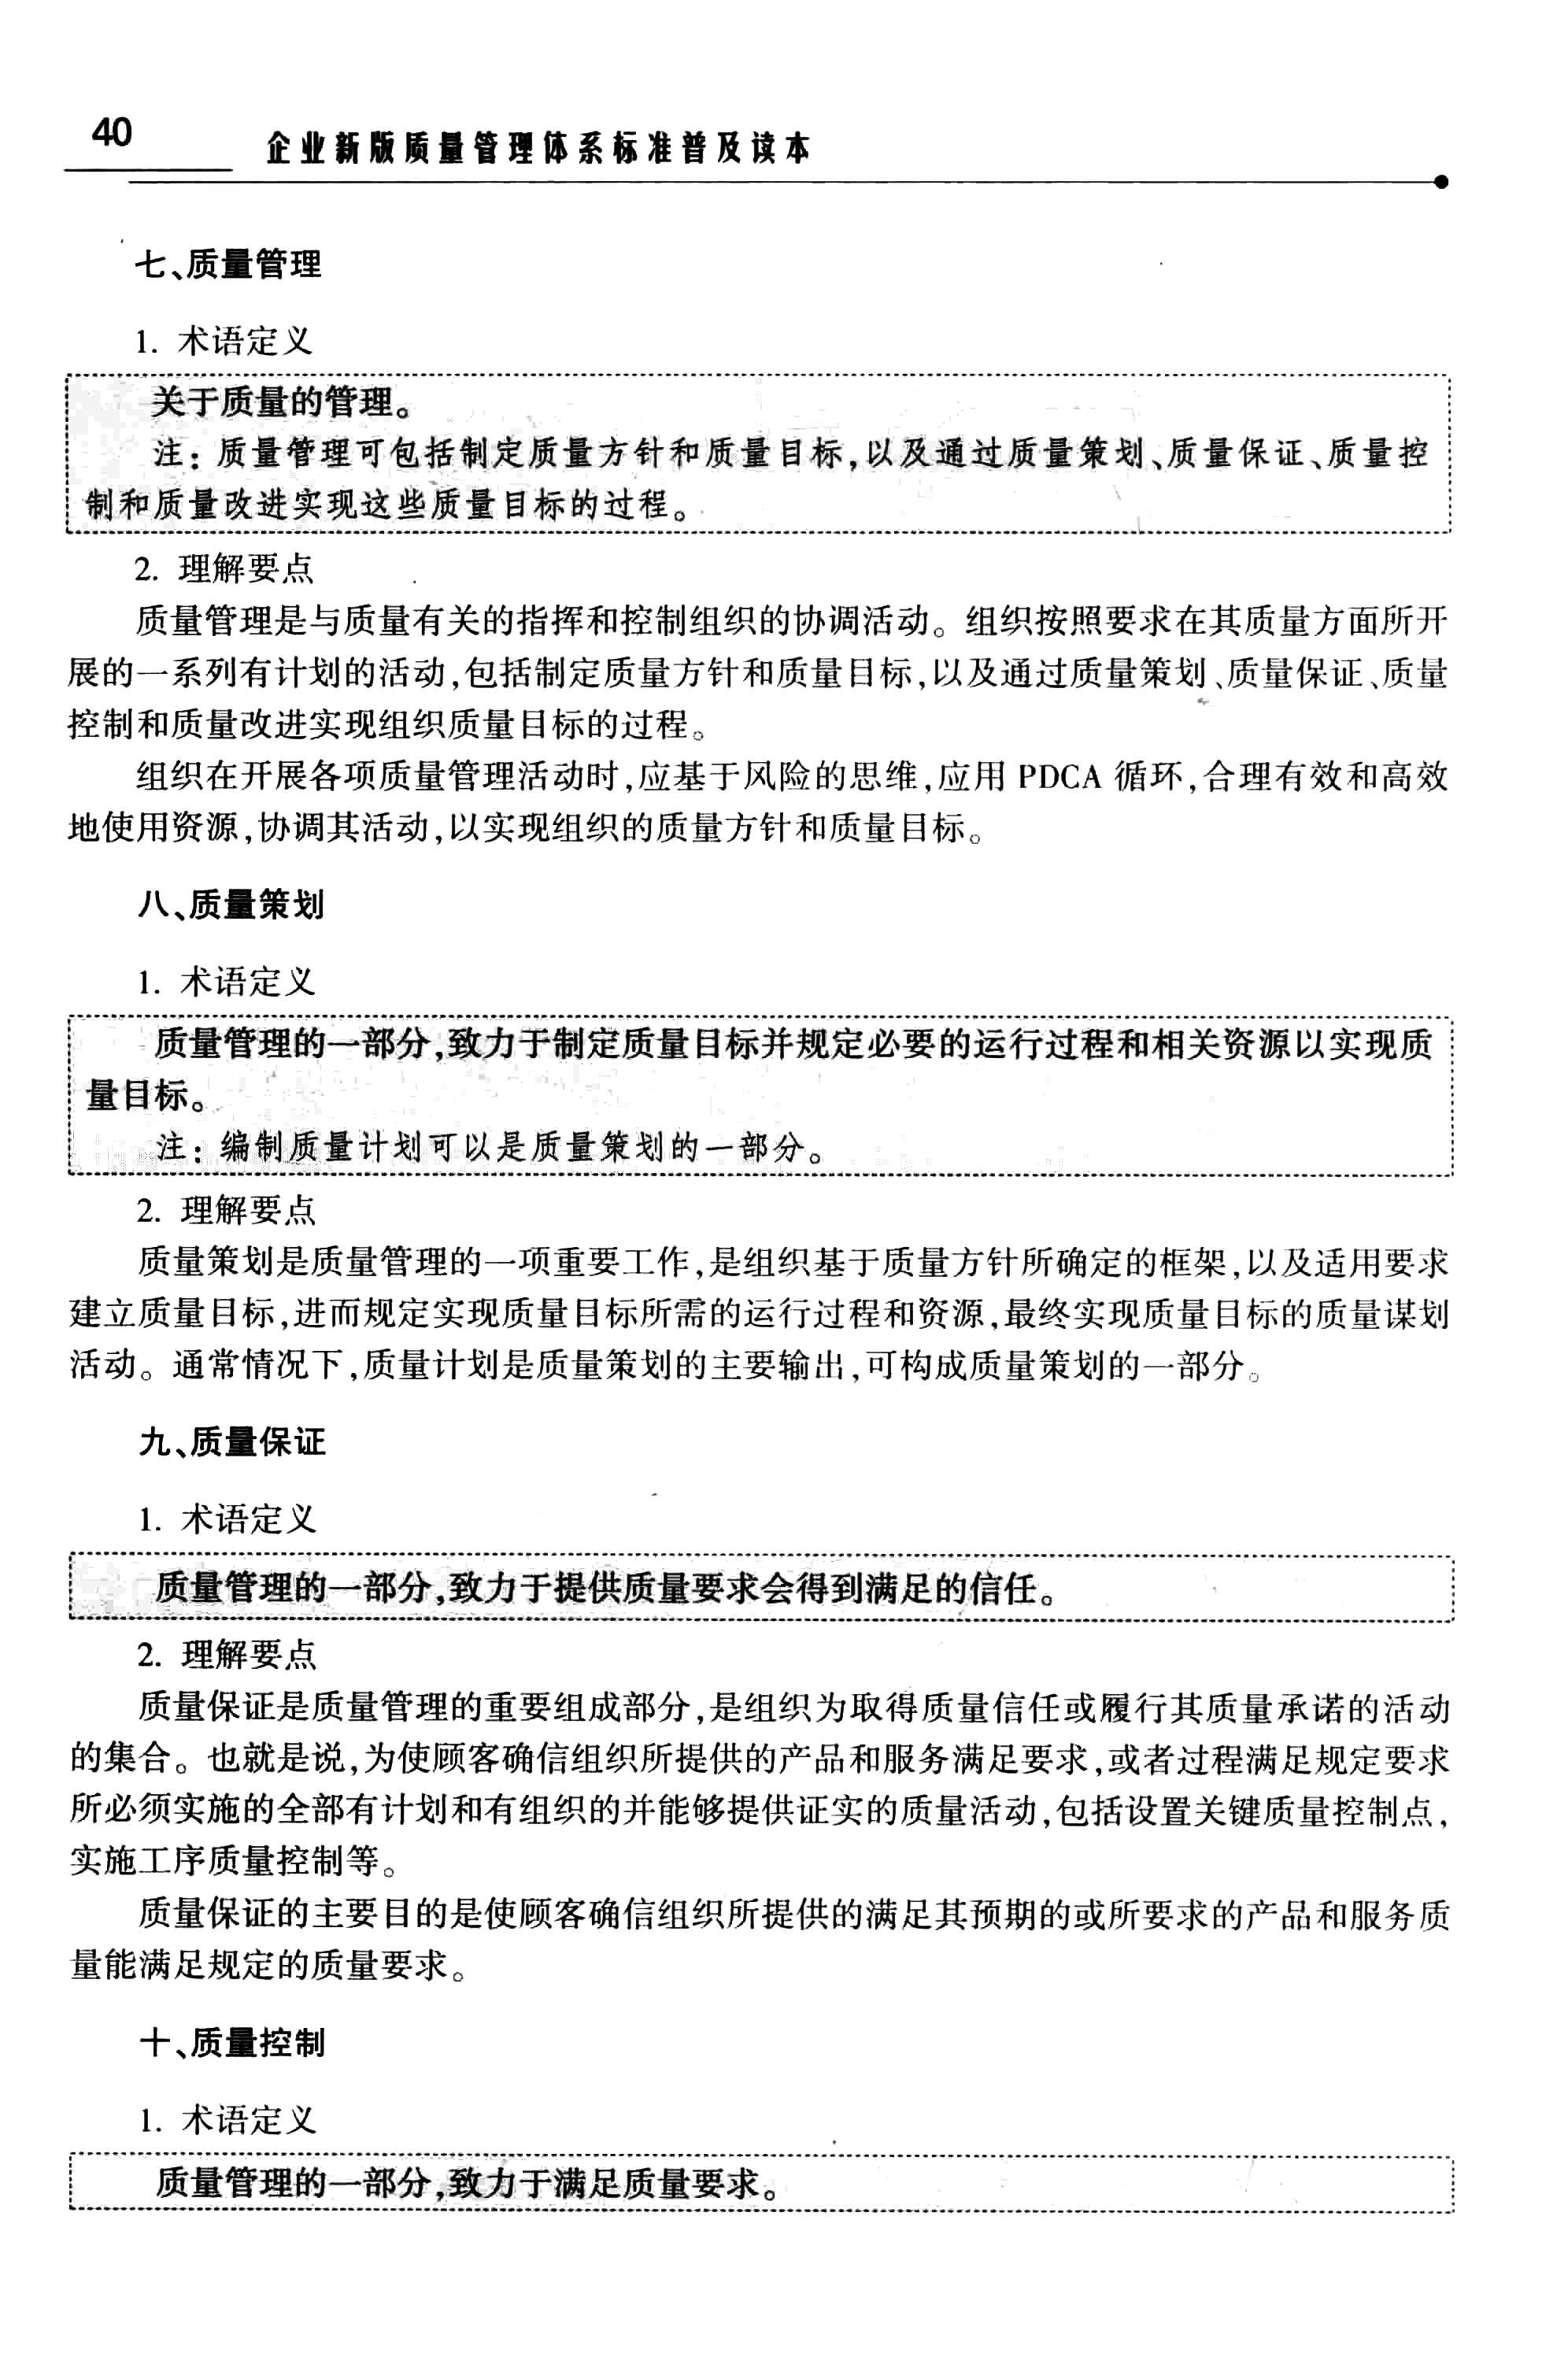 40
企业新版质量管理体系标准普及读本
七、质量管理
1. 术语定义
关于质量的管理。
注：质量管理可包括制定质量方针和质量目标,以及通过质量策划、质量保证、质量控
制和质量改进实现这些质量目标的过程。
2. 理解要点
质量管理是与质量有关的指挥和控制组织的协调活动。组织按照要求在其质量方面所开
展的一系列有计划的活动,包括制定质量方针和质量目标,以及通过质量策划、质量保证、质量
控制和质量改进实现组织质量目标的过程。
组织在开展各项质量管理活动时,应基于风险的思维,应用 PDCA 循环,合理有效和高效
地使用资源,协调其活动,以实现组织的质量方针和质量目标。
八、质量策划
1. 术语定义
质量管理的一部分,致力于制定质量目标并规定必要的运行过程和相关资源以实现质
量目标。
注：编制质量计划可以是质量策划的一部分。
2. 理解要点
质量策划是质量管理的一项重要工作,是组织基于质量方针所确定的框架,以及适用要求
建立质量目标,进而规定实现质量目标所需的运行过程和资源,最终实现质量目标的质量谋划
活动。通常情况下,质量计划是质量策划的主要输出,可构成质量策划的一部分。
九、质量保证
1. 术语定义
质量管理的一部分,致力于提供质量要求会得到满足的信任。
2. 理解要点
质量保证是质量管理的重要组成部分,是组织为取得质量信任或履行其质量承诺的活动
的集合。也就是说,为使顾客确信组织所提供的产品和服务满足要求,或者过程满足规定要求
所必须实施的全部有计划和有组织的并能够提供证实的质量活动,包括设置关键质量控制点,
实施工序质量控制等。
质量保证的主要目的是使顾客确信组织所提供的满足其预期的或所要求的产品和服务质
量能满足规定的质量要求。
十、质量控制
1. 术语定义
质量管理的一部分,致力于满足质量要求。